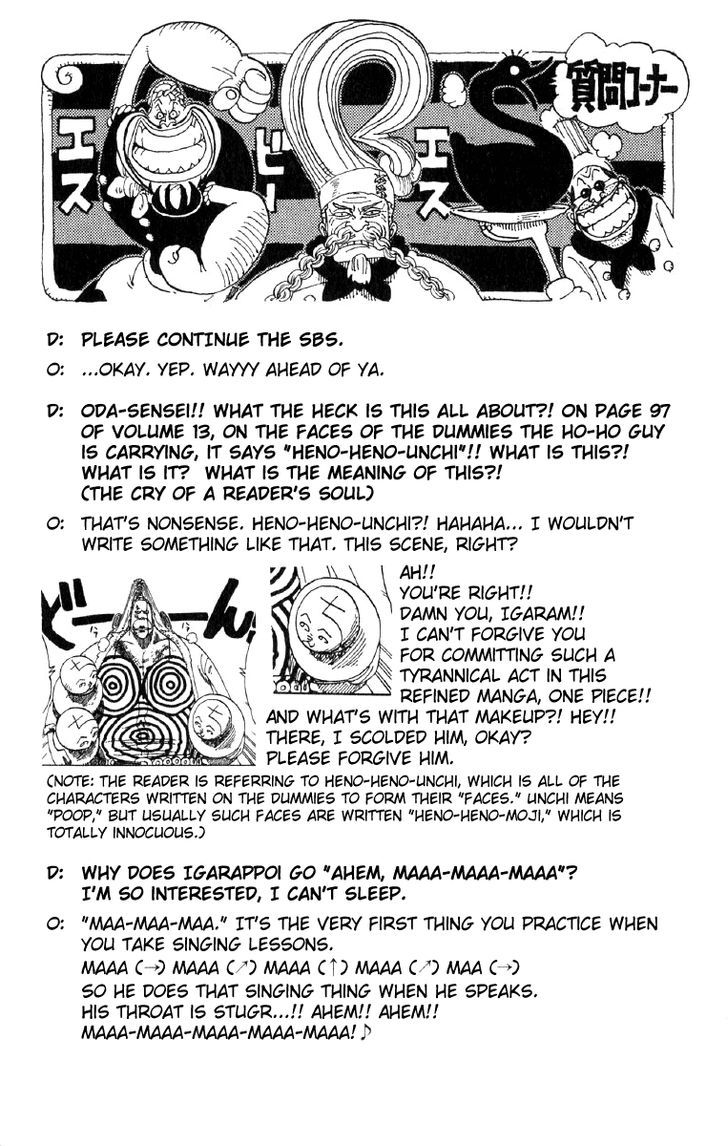 エス
ビー
エス
質問コーナー
D: PLEASE CONTINUE THE SBS.
O: ...OKAY. YEP. WAYYY AHEAD OF YA.
D: ODA-SENSEI!! WHAT THE HECK IS THIS ALL ABOUT?! ON PAGE 97
OF VOLUME 13, ON THE FACES OF THE DUMMIES THE HO-HO GUY
IS CARRYING, IT SAYS "HENO-HENO-UNCHI"!! WHAT IS THIS?!
WHAT IS IT? WHAT IS THE MEANING OF THIS?!
(THE CRY OF A READER'S SOUL)
O: THAT'S NONSENSE. HENO-HENO-UNCHI?! HAHAHA... I WOULDN'T
WRITE SOMETHING LIKE THAT. THIS SCENE, RIGHT?
どーーん
AH!!
YOU'RE RIGHT!!
DAMN YOU, IGARAM!!
I CAN'T FORGIVE YOU
FOR COMMITTING SUCH A
TYRANNICAL ACT IN THIS
REFINED MANGA, ONE PIECE!!
AND WHAT'S WITH THAT MAKEUP?! HEY!!
THERE, I SCOLDED HIM, OKAY?
PLEASE FORGIVE HIM.
(NOTE: THE READER IS REFERRING TO HENO-HENO-UNCHI, WHICH IS ALL OF THE
CHARACTERS WRITTEN ON THE DUMMIES TO FORM THEIR "FACES." UNCHI MEANS
"POOP," BUT USUALLY SUCH FACES ARE WRITTEN "HENO-HENO-MOJI," WHICH IS
TOTALLY INNOCUOUS.)
D: WHY DOES IGARAPPOI GO "AHEM, MAAA-MAAA-MAAA"?
I'M SO INTERESTED, I CAN'T SLEEP.
O: "MAA-MAA-MAA." IT'S THE VERY FIRST THING YOU PRACTICE WHEN
YOU TAKE SINGING LESSONS.
MAAA (→) MAAA (↗) MAAA (↑) MAAA (↗) MAA (→)
SO HE DOES THAT SINGING THING WHEN HE SPEAKS.
HIS THROAT IS STUGR...!! AHEM!! AHEM!!
MAAA-MAAA-MAAA-MAAA-MAAA!♪